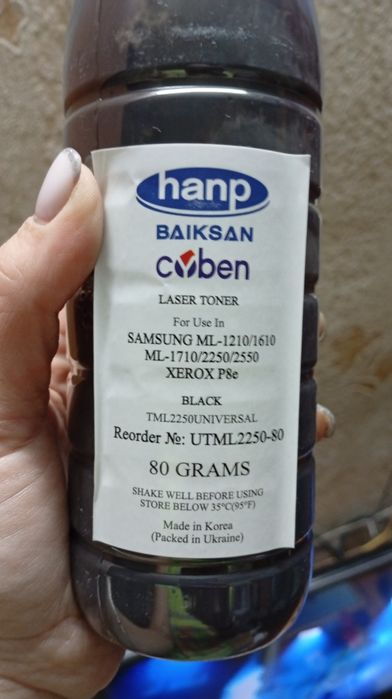 hanp
BAIKSAN
coben
LASER TONER
For Use In
SAMSUNG ML-1210/1610
ML-1710/2250/2550
XEROX P8e
BLACK
TML2250UNIVERSAL
Reorder №: UTML2250-80
80 GRAMS
SHAKE WELL BEFORE USING
STORE BELOW 35°C(95°F)
Made in Korea
(Packed in Ukraine)